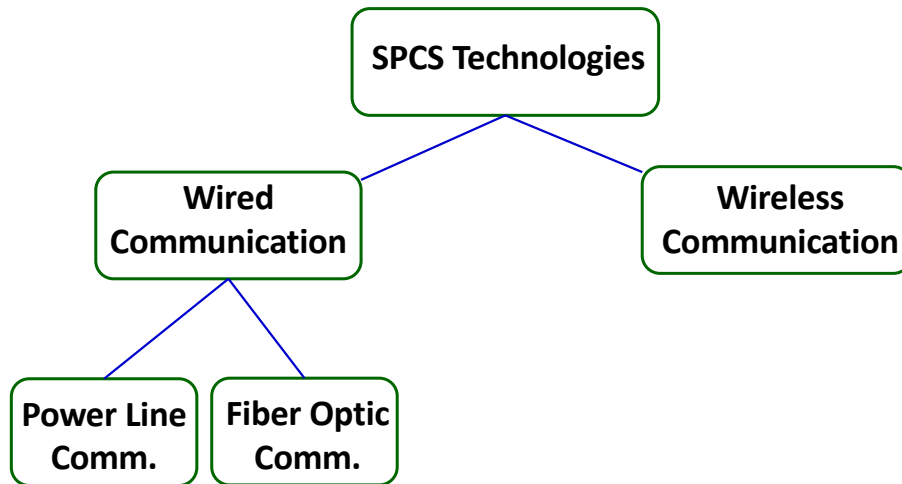 SPCS Technologies
Wired
Communication
Wireless
Communication
Power Line
Comm.
Fiber Optic
Comm.